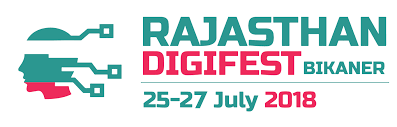 RAJASTHAN
DIGIFEST BIKANER
25-27 July 2018